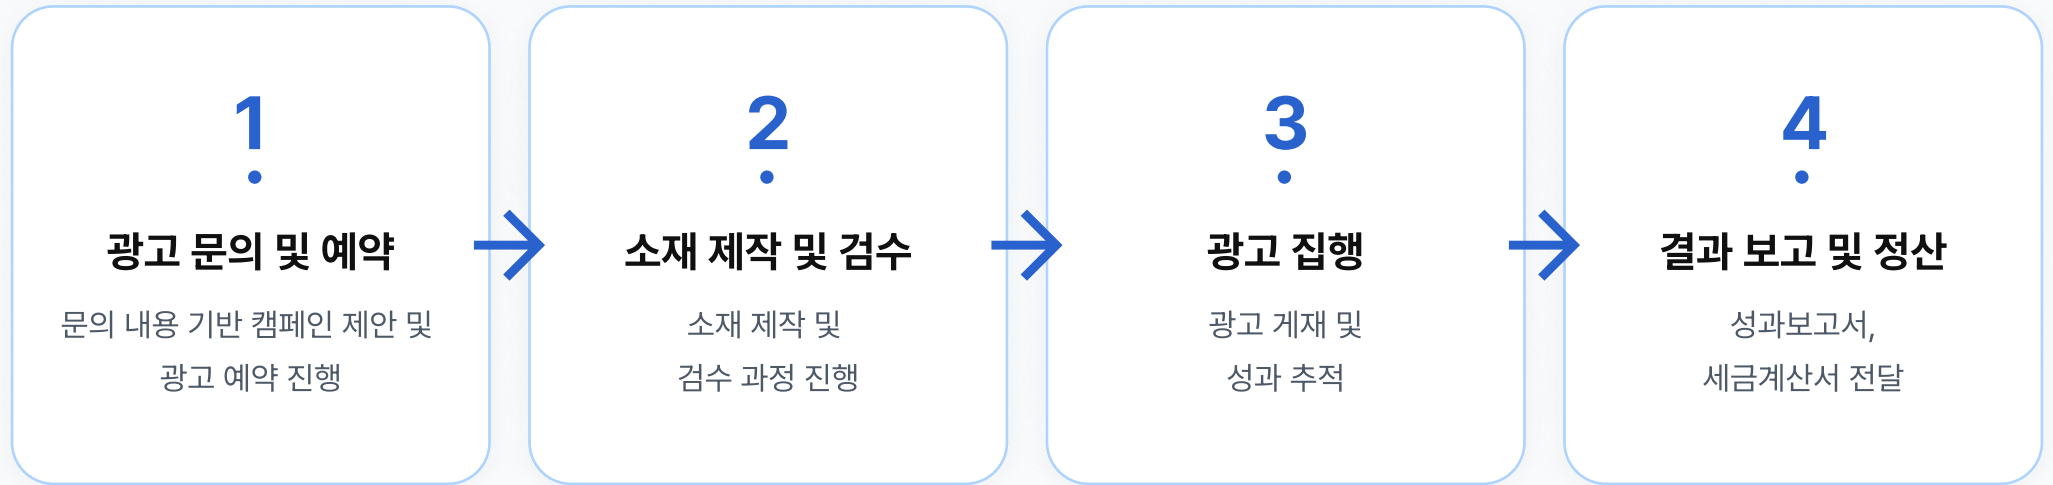 1
광고 문의 및 예약
문의 내용 기반 캠페인 제안 및
광고 예약 진행
2
소재 제작 및 검수
소재 제작 및
검수 과정 진행
3
광고 집행
광고 게재 및
성과 추적
4
결과 보고 및 정산
성과보고서,
세금계산서 전달